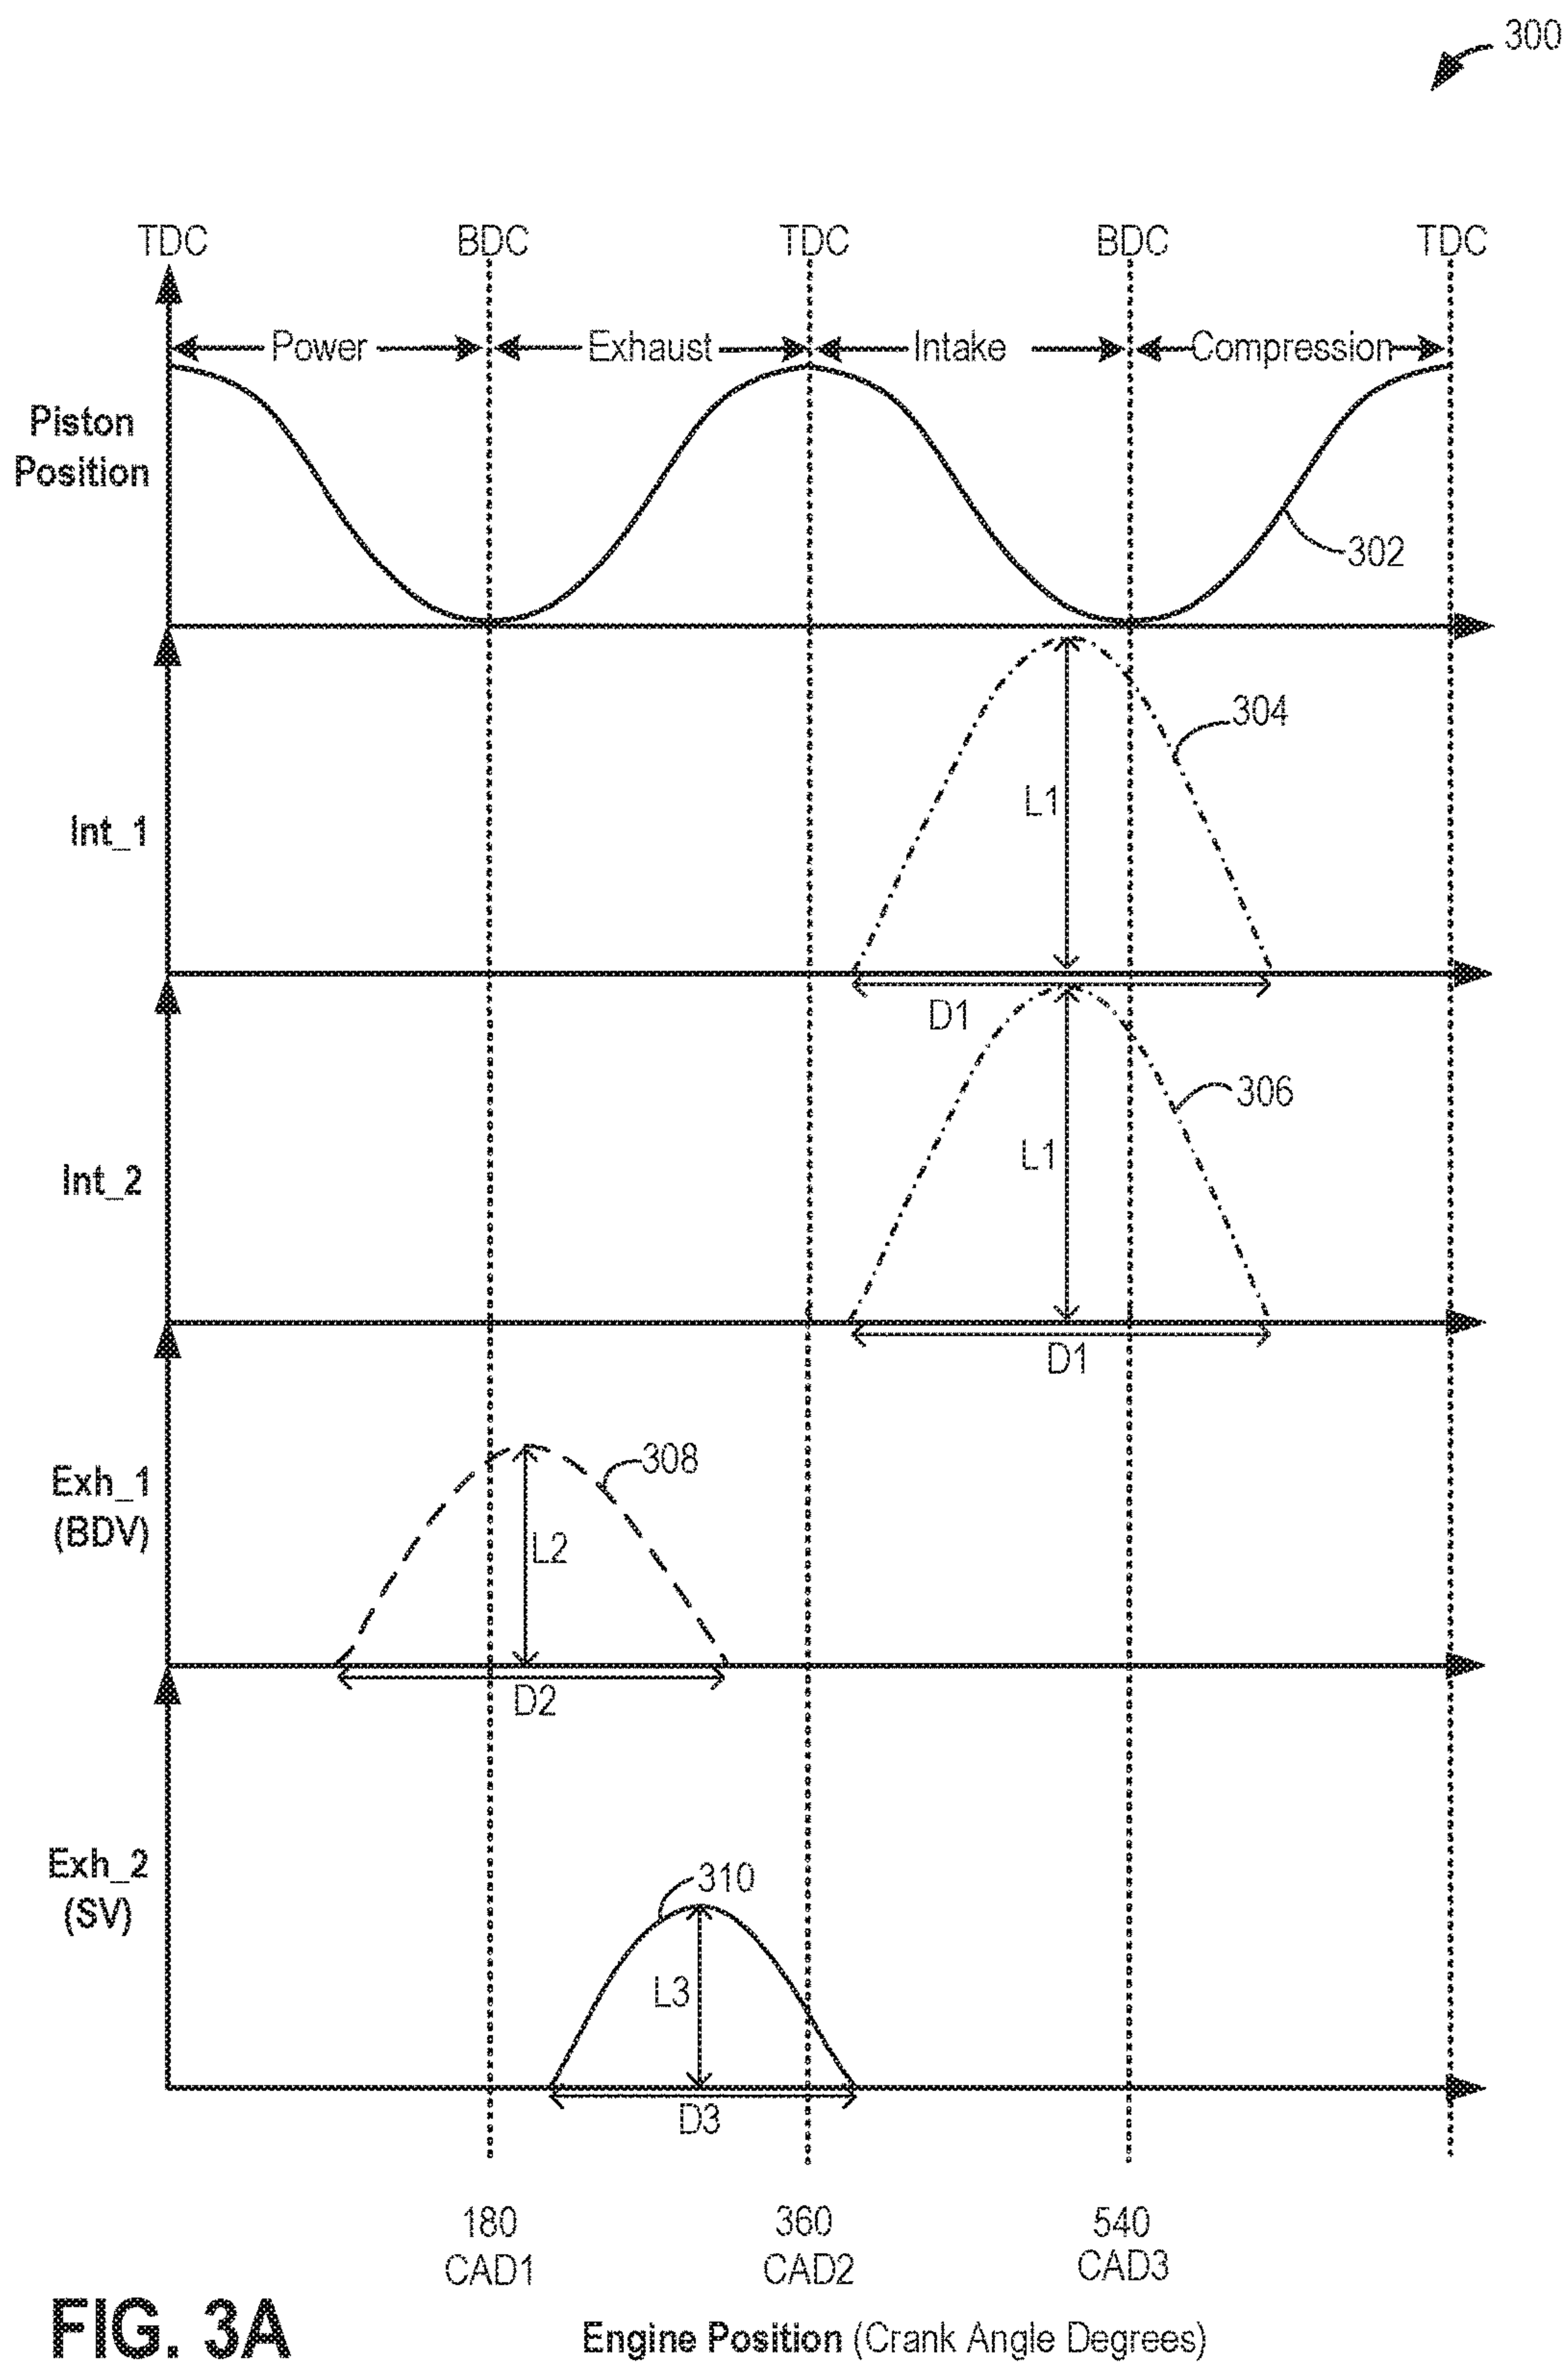 300
TDC BDC TDC BDC TDC
Power Exhaust Intake Compression
Piston
Position
302
304
L1
Int_1
D1
306
L1
Int_2
D1
308
Exh_1
(BDV)
L2
D2
310
Exh_2
(SV)
L3
D3
180 360 540
CAD1 CAD2 CAD3
FIG. 3A
Engine Position (Crank Angle Degrees)